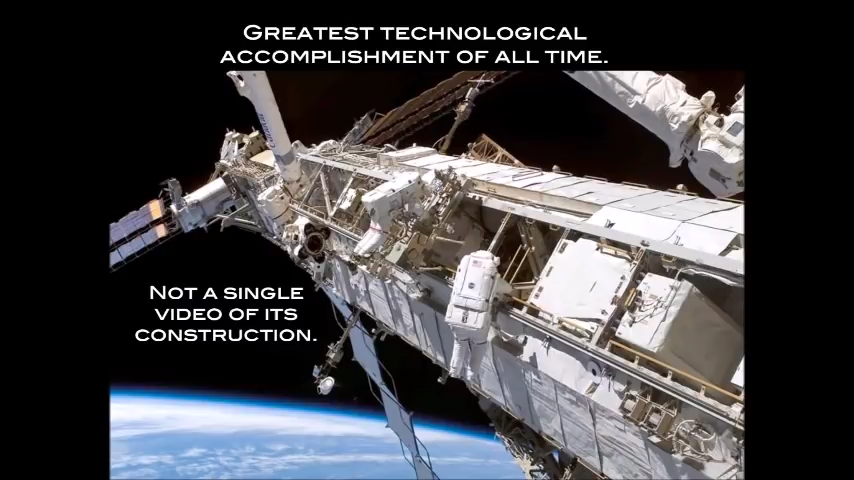 Greatest technological
accomplishment of all time.
Not a single
video of its
construction.